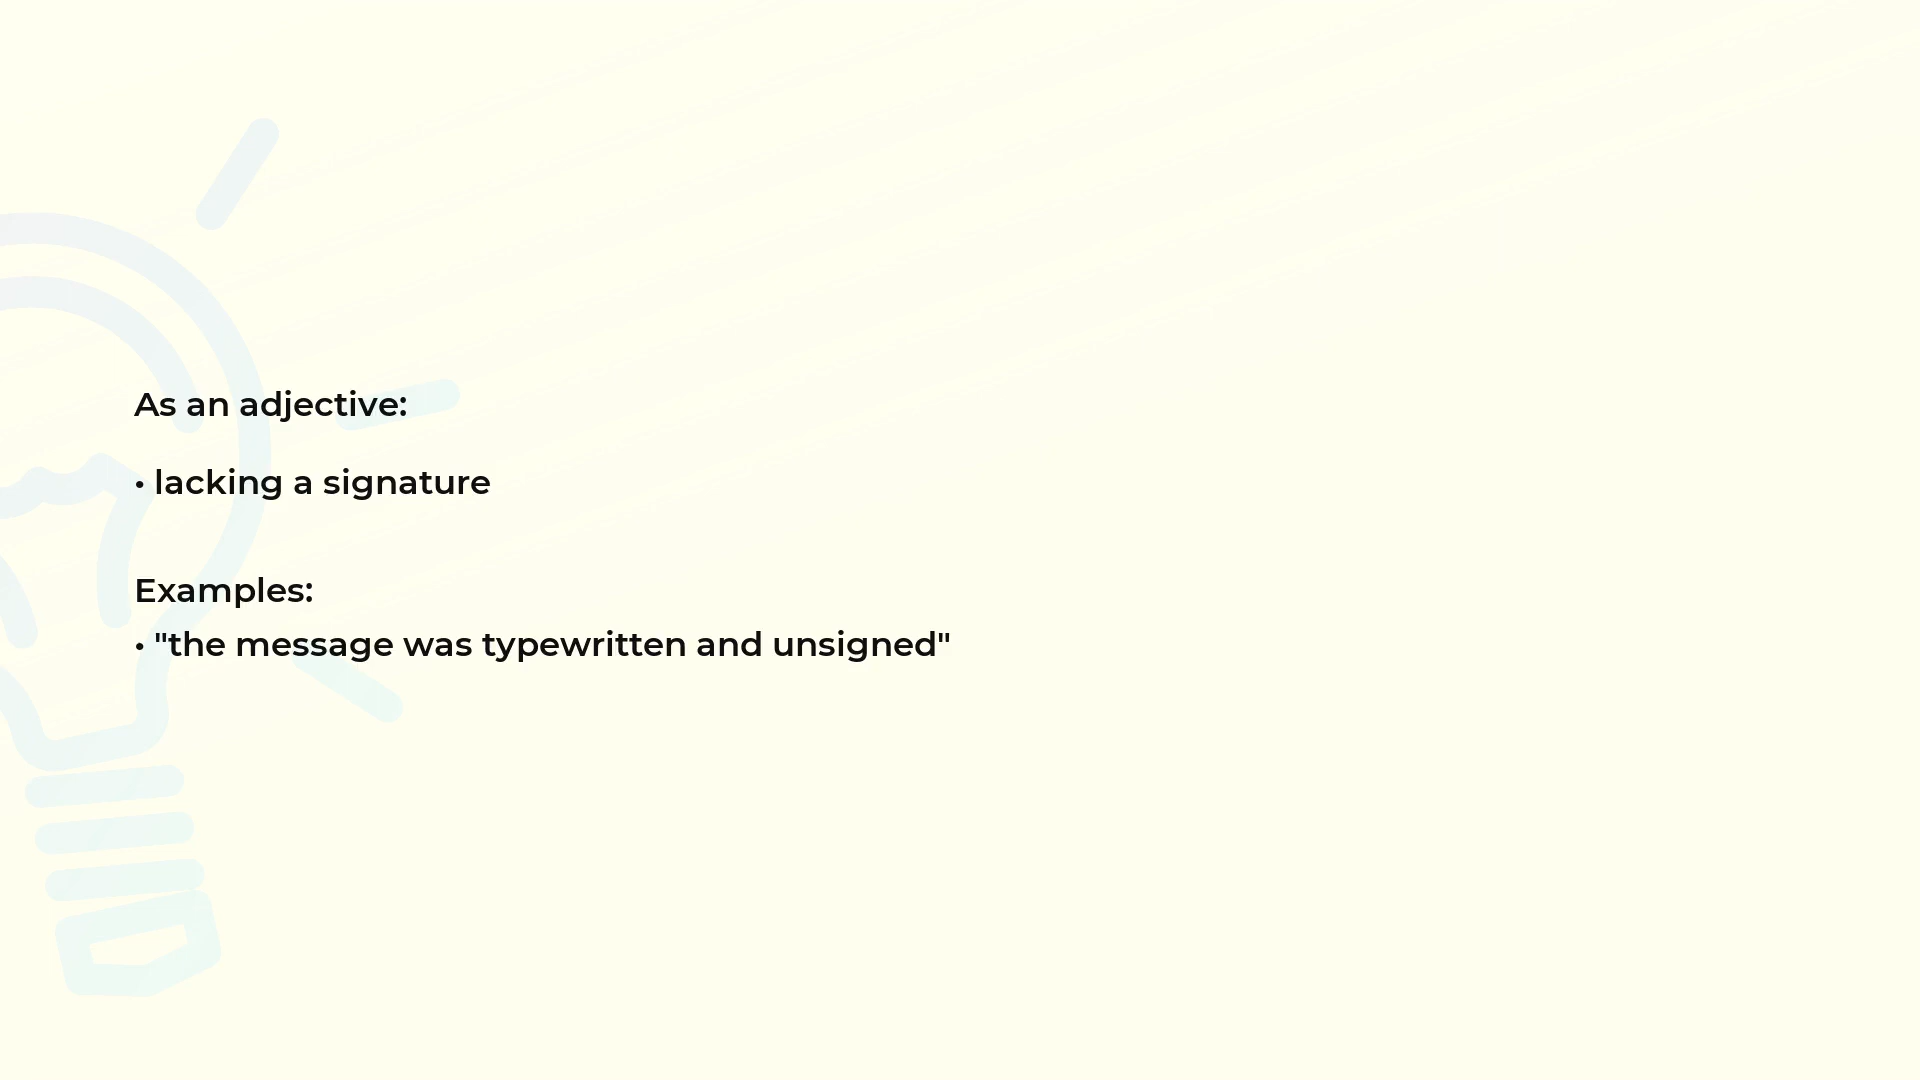 As an adjective:
• lacking a signature
Examples:
• "the message was typewritten and unsigned"